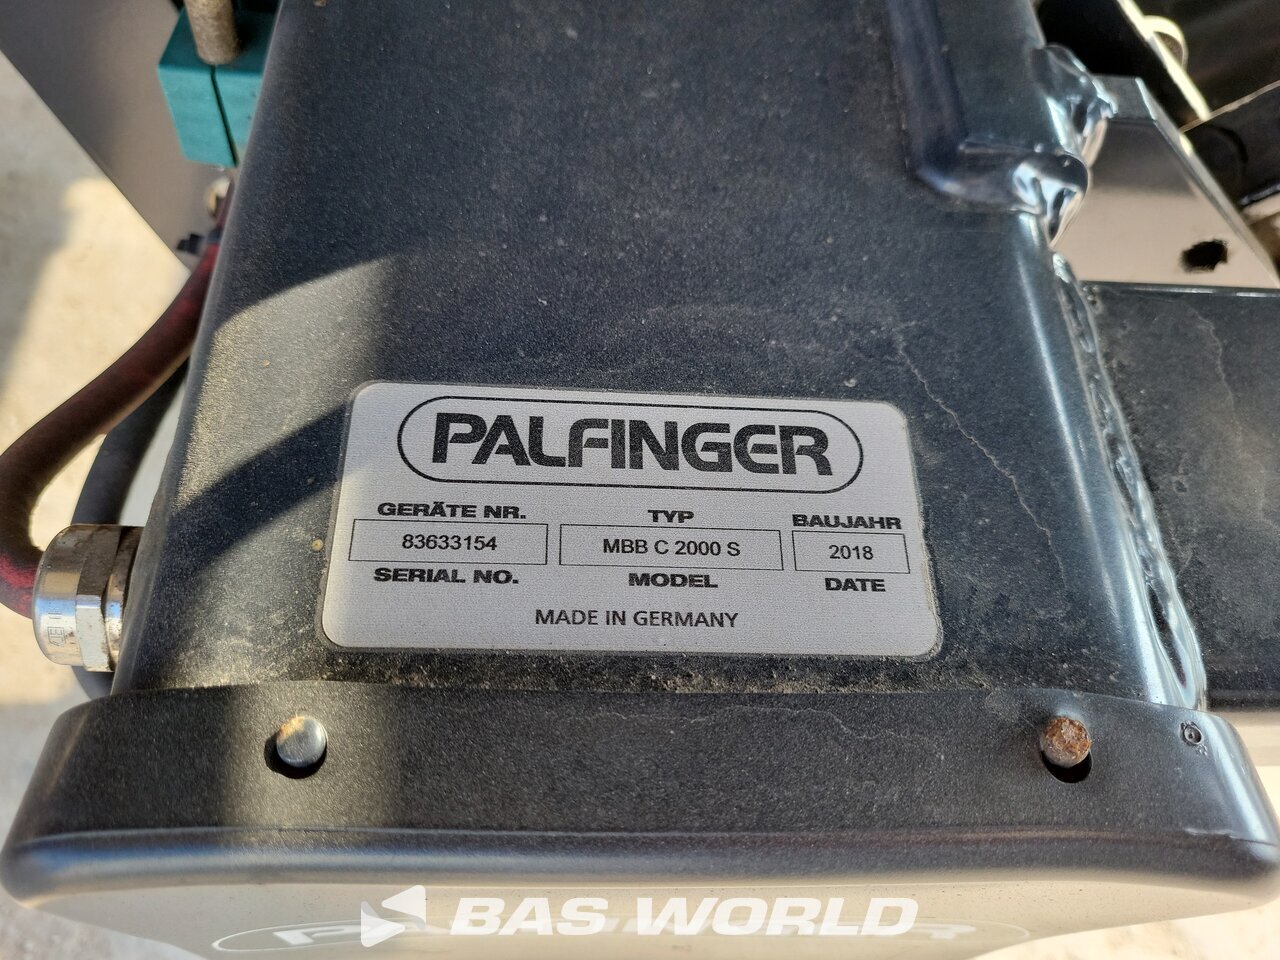 PALFINGER
GERÄTE NR. TYP BAUJAHR
83633154 MBB C 2000 S 2018
SERIAL NO. MODEL DATE
MADE IN GERMANY
BAS WORLD